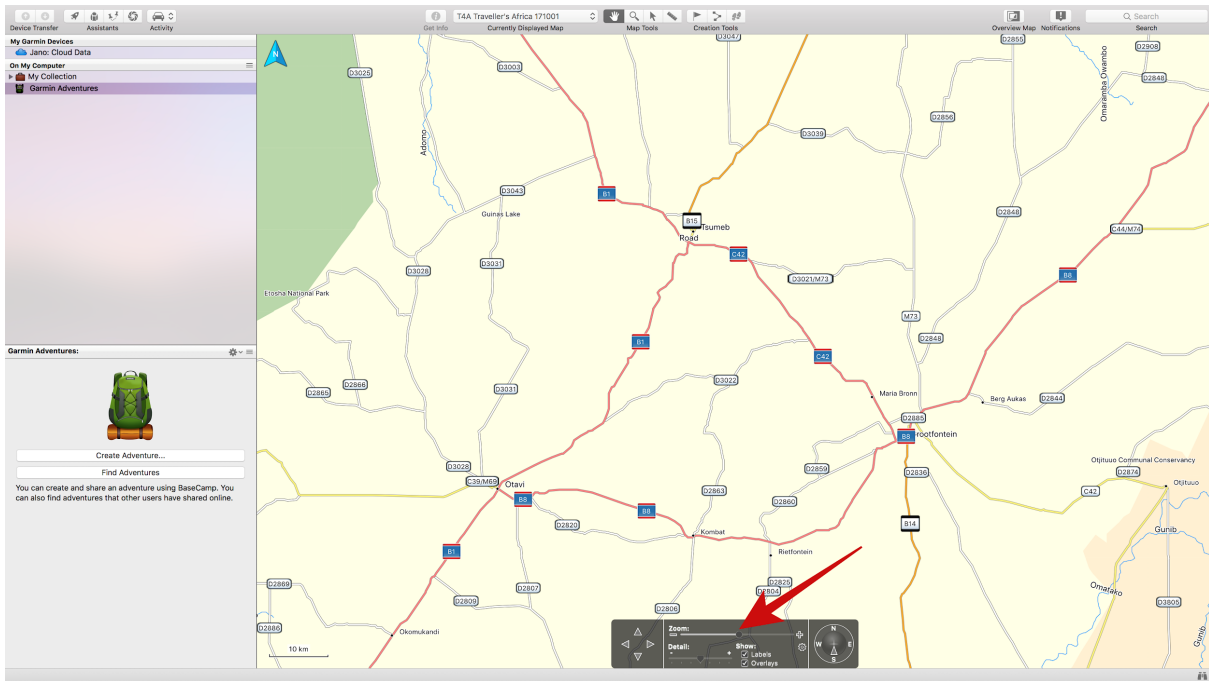 T4A Traveller's Africa 171001
Search
Device Transfer
Assistants
Activity
Get Info
Currently Displayed Map
Map Tools
Creation Tools
Overview Map
Notifications
Search
My Garmin Devices
Jano: Cloud Data
On My Computer
My Collection
Garmin Adventures
Garmin Adventures:
Create Adventure...
Find Adventures
You can create and share an adventure using BaseCamp. You
can also find adventures that other users have shared online.
N
D3047
D2855
D2908
D3003
D3025
D2848
Omaramba Owambo
D2856
Adomo
D3039
D3043
B1
Guinas Lake
D2848
B15
Tsumeb
Road
C44/M74
C42
D3031
D3028
D3021/M73
B8
Etosha National Park
M73
D2848
B1
C42
D3022
D2866
D2865
D3031
Maria Bronn
Berg Aukas
D2844
D2885
B8
rootfontein
Otjituuo Communal Conservancy
D3028
D2859
D2836
D2874
C39/M69
Otavi
D2863
C42
Otjituuo
B8
D2860
B8
D2820
B14
Gunib
Kombat
B1
Rietfontein
D2869
D2807
D2825
D2804
Omatako
D2809
D2806
D3805
D2886
Okomukandi
Gunib
10 km
Zoom:
Detail:
Show:
Labels
Overlays
N
W
E
S